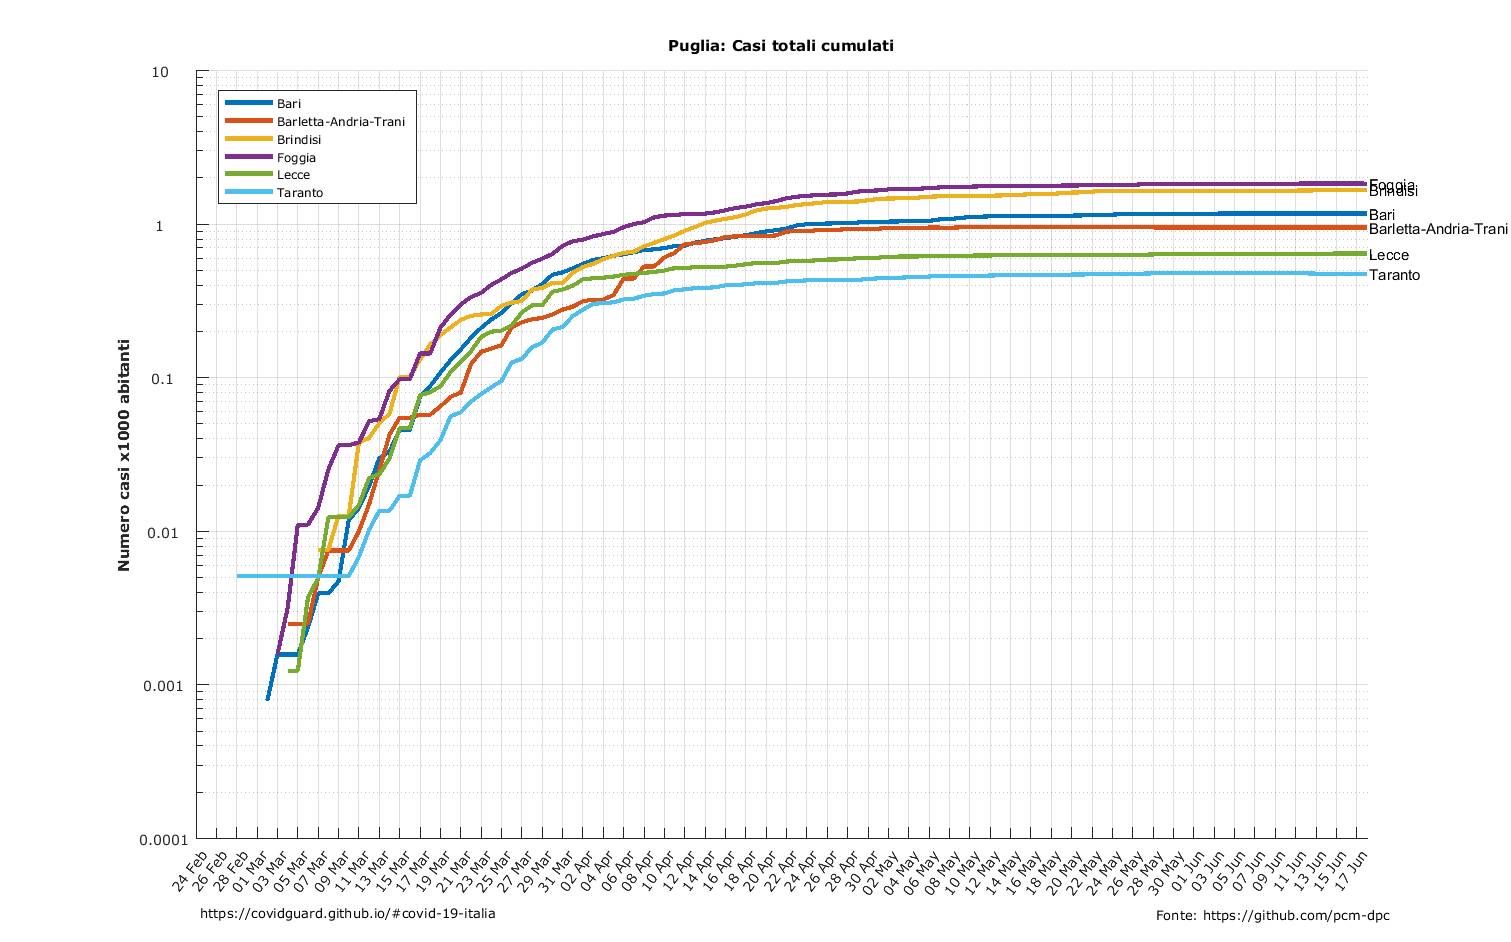 Puglia: Casi totali cumulati
10
1
0.1
0.01
0.001
0.0001
Numero casi x1000 abitanti
Bari
Barletta-Andria-Trani
Brindisi
Foggia
Lecce
Taranto
Foggia
Brindisi
Bari
Barletta-Andria-Trani
Lecce
Taranto
24 Feb
26 Feb
28 Feb
01 Mar
03 Mar
05 Mar
07 Mar
09 Mar
11 Mar
13 Mar
15 Mar
17 Mar
19 Mar
21 Mar
23 Mar
25 Mar
27 Mar
29 Mar
31 Mar
02 Apr
04 Apr
06 Apr
08 Apr
10 Apr
12 Apr
14 Apr
16 Apr
18 Apr
20 Apr
22 Apr
24 Apr
26 Apr
28 Apr
30 Apr
02 May
04 May
06 May
08 May
10 May
12 May
14 May
16 May
18 May
20 May
22 May
24 May
26 May
28 May
30 May
01 Jun
03 Jun
05 Jun
07 Jun
09 Jun
11 Jun
13 Jun
15 Jun
17 Jun
https://covidguard.github.io/#covid-19-italia
Fonte: https://github.com/pcm-dpc